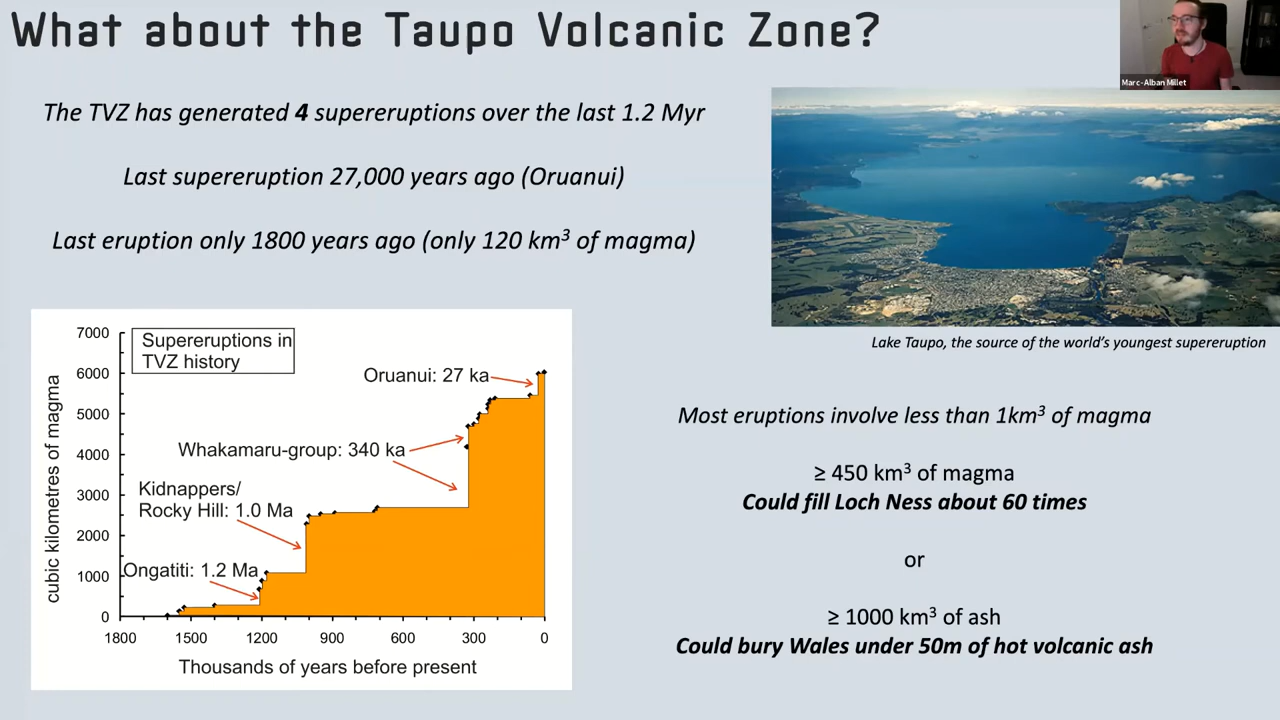 What about the Taupo Volcanic Zone?
Marc-Alban Millet
The TVZ has generated 4 supereruptions over the last 1.2 Myr
Last supereruption 27,000 years ago (Oruanui)
Last eruption only 1800 years ago (only 120 km³ of magma)
Lake Taupo, the source of the world's youngest supereruption
7000
6000
5000
4000
3000
2000
1000
0
cubic kilometres of magma
Supereruptions in
TVZ history
Oruanui: 27 ka
Whakamaru-group: 340 ka
Kidnappers/
Rocky Hill: 1.0 Ma
Ongatiti: 1.2 Ma
1800 1500 1200 900 600 300 0
Thousands of years before present
Most eruptions involve less than 1km³ of magma
≥ 450 km³ of magma
Could fill Loch Ness about 60 times
or
≥ 1000 km³ of ash
Could bury Wales under 50m of hot volcanic ash